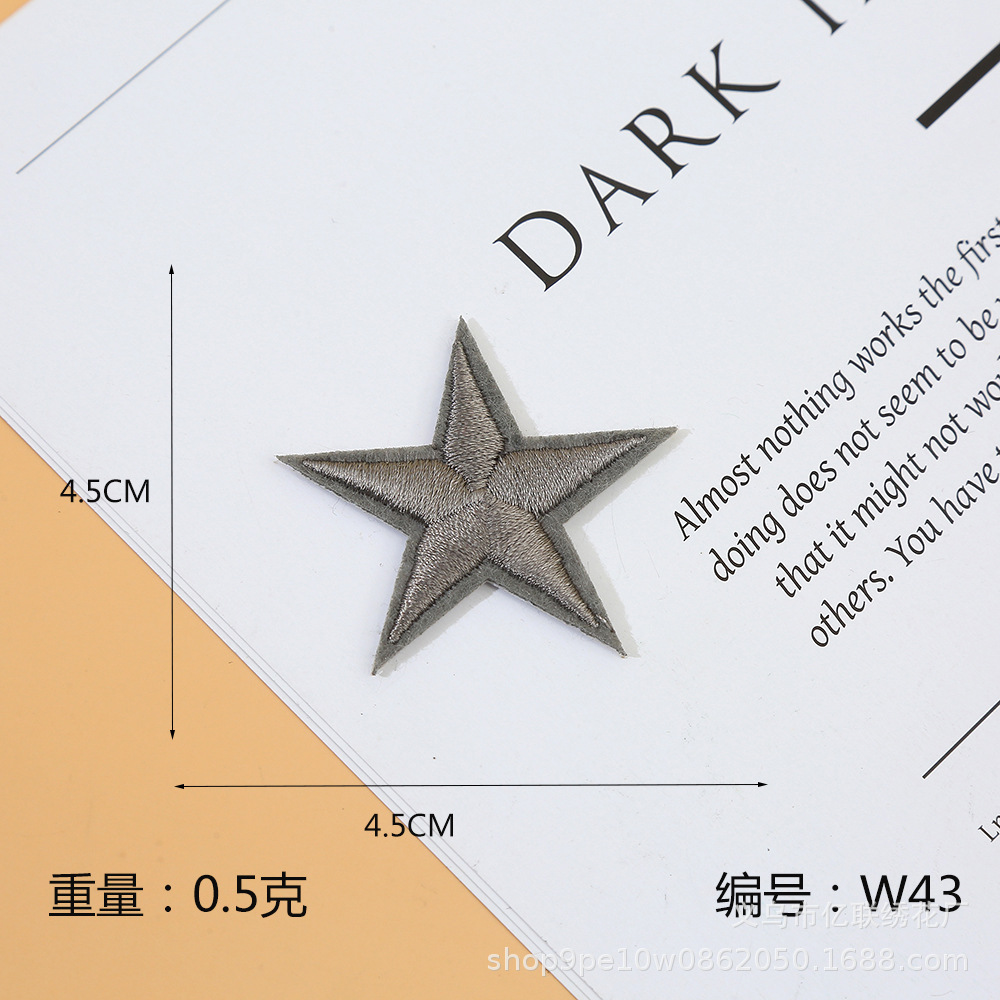 DARK
Almost nothing works the first
doing does not seem to be
that it might not
others. You have
4.5CM
4.5CM
重量：0.5克
编号：W43
义乌市亿联绣花厂
shop9pe10w0862050.1688.com